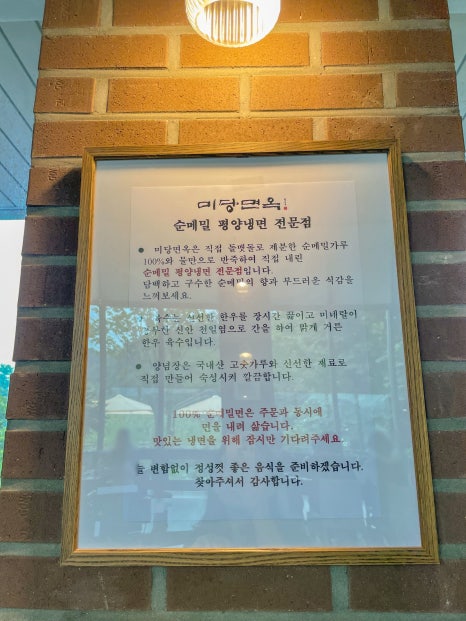 미당면옥
순메밀 평양냉면 전문점
● 미당면옥은 직접 돌맷돌로 제분한 순메밀가루
100%와 물만으로 반죽하여 직접 내린
순메밀 평양냉면 전문점입니다.
담백하고 구수한 순메밀의 향과 부드러운 식감을
느껴보세요.
● 육수는 신선한 한우를 장시간 끓이고 미네랄이
신안 천일염으로 간을 하여 맑게 거른
한우 육수입니다.
● 양념장은 국내산 고춧가루와 신선한 재료로
직접 만들어 숙성시켜 깔끔합니다.
100% 순메밀면은 주문과 동시에
면을 내려 삶습니다.
맛있는 냉면을 위해 잠시만 기다려주세요.
늘 변함없이 정성껏 좋은 음식을 준비하겠습니다.
찾아주셔서 감사합니다.